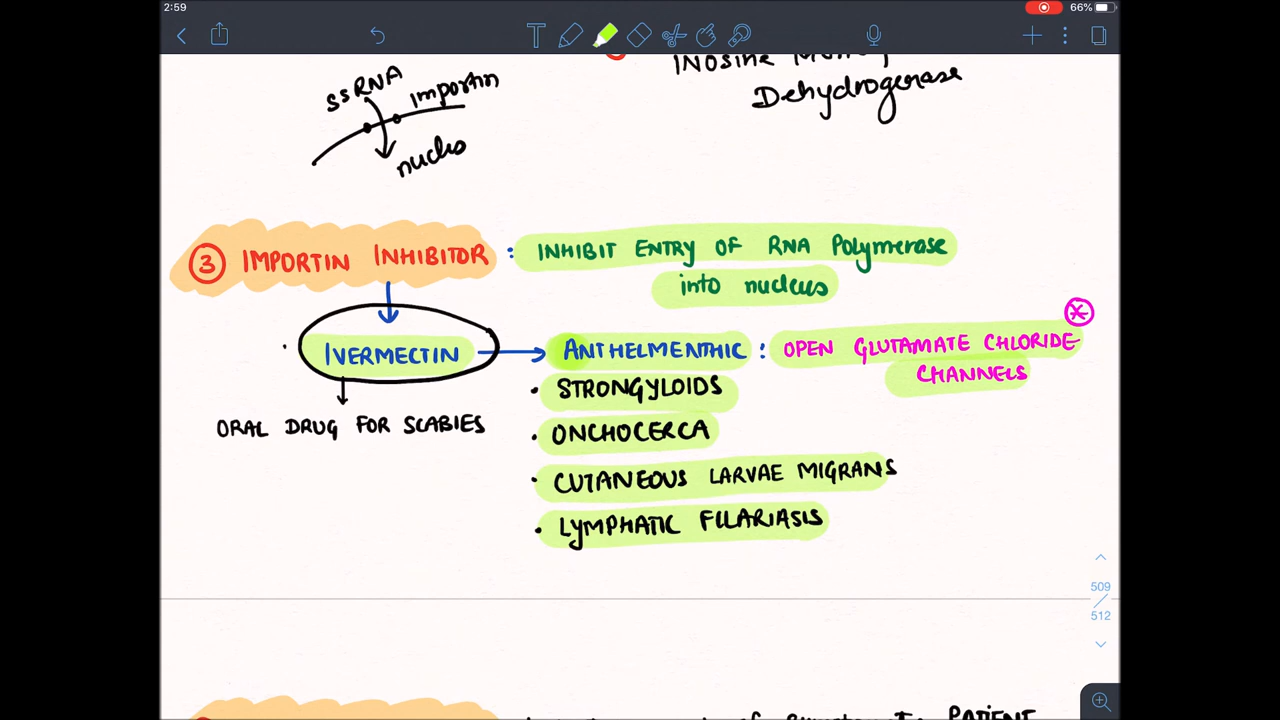 2:59
66%
INOSINE
Dehydrogenase
ssRNA
importin
③ IMPORTIN INHIBITOR : INHIBIT ENTRY OF RNA Polymerase
into nucleus
IVERMECTIN → ANTHELMENTHIC : OPEN GLUTAMATE CHLORIDE
CHANNELS
ORAL DRUG FOR SCABIES
• STRONGYLOIDS
• ONCHOCERCA
• CUTANEOUS LARVAE MIGRANS
• LYMPHATIC FILARIASIS
509
512
PATIENT